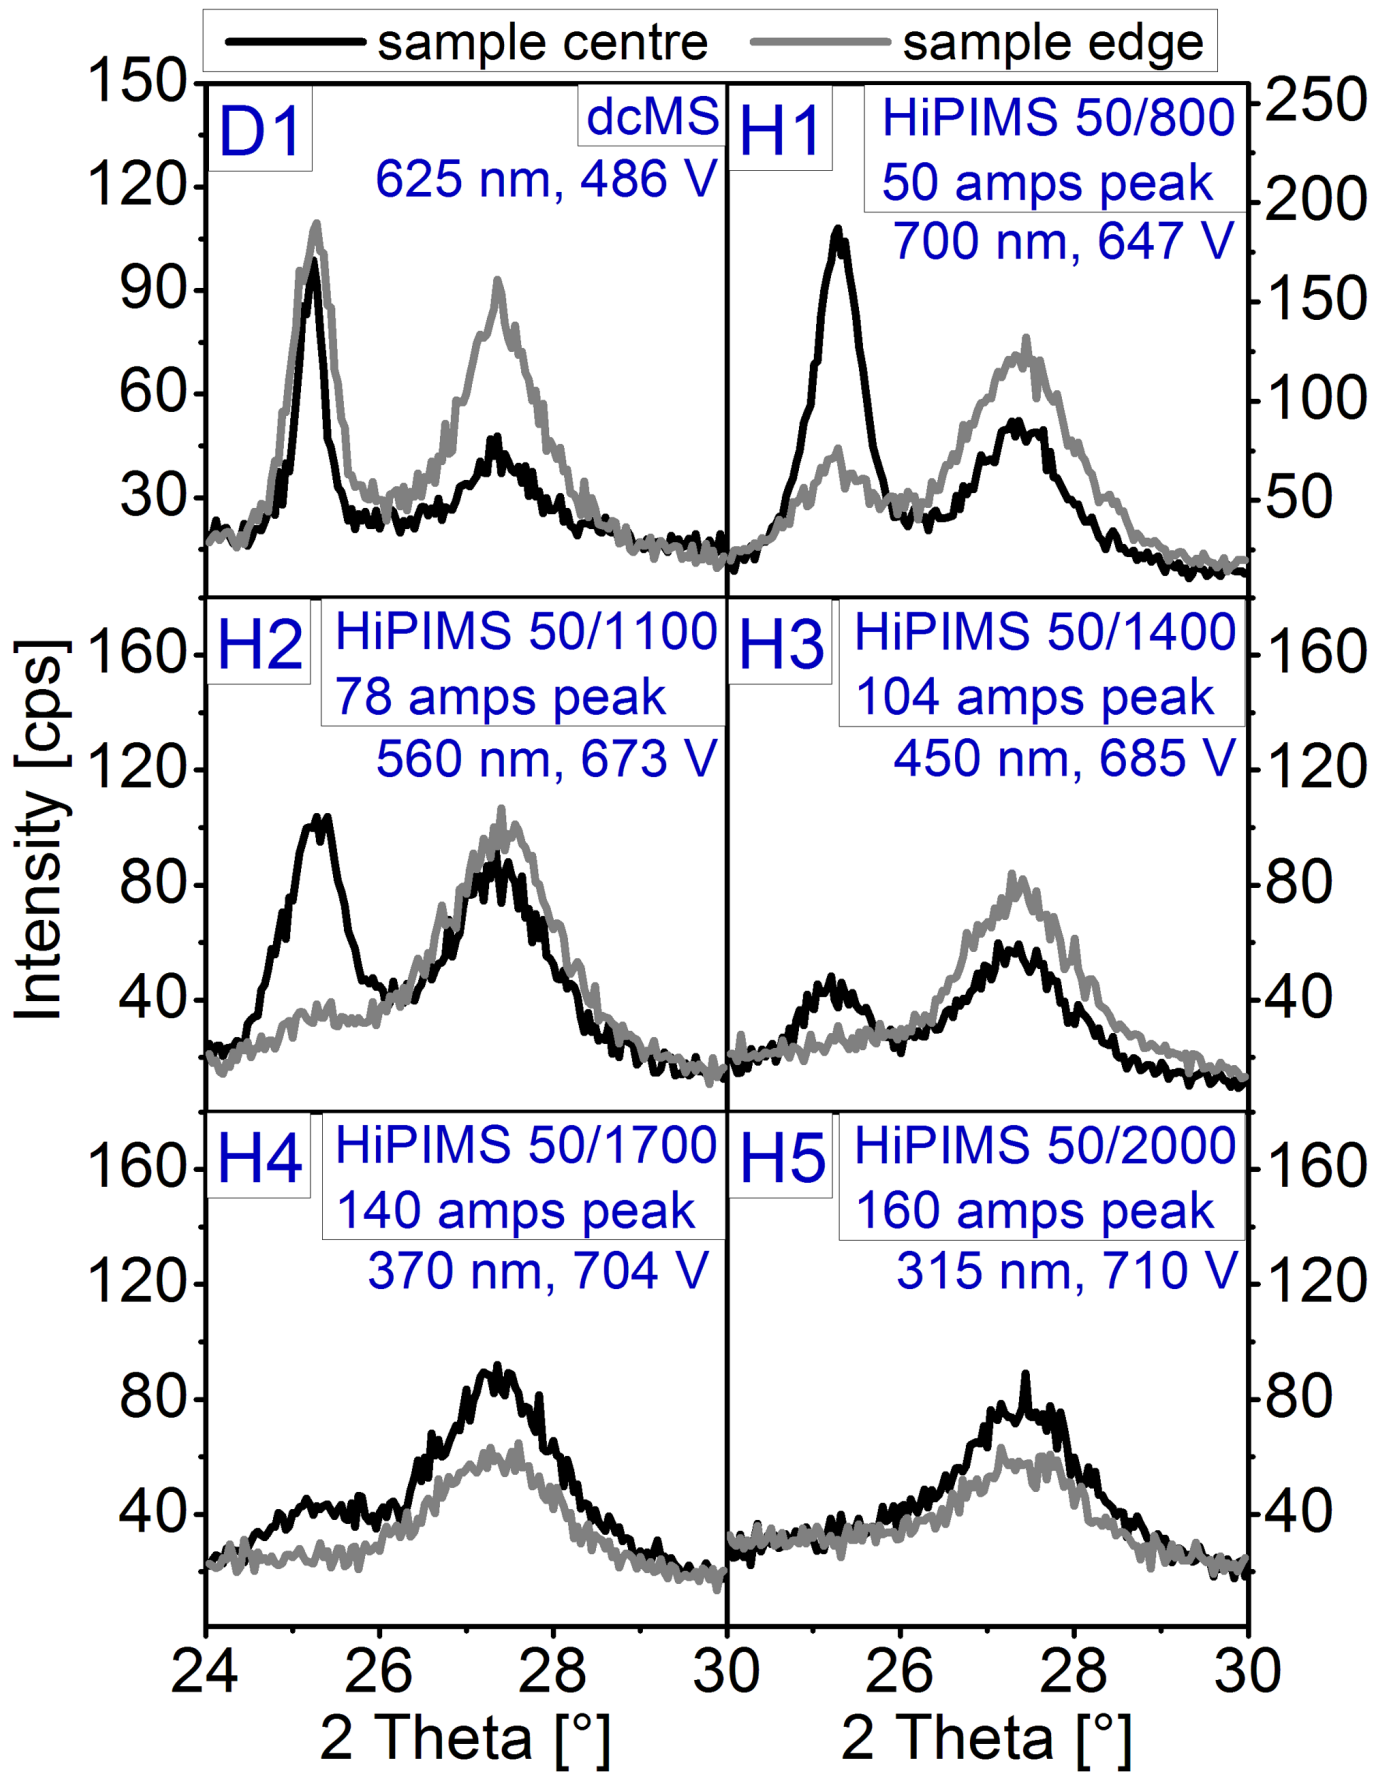 sample centre sample edge
150
120
90
60
30
D1
dcMS
625 nm, 486 V
H1
HiPIMS 50/800
50 amps peak
700 nm, 647 V
250
200
150
100
50
Intensity [cps]
160
120
80
40
H2
HiPIMS 50/1100
78 amps peak
560 nm, 673 V
H3
HiPIMS 50/1400
104 amps peak
450 nm, 685 V
160
120
80
40
160
120
80
40
H4
HiPIMS 50/1700
140 amps peak
370 nm, 704 V
H5
HiPIMS 50/2000
160 amps peak
315 nm, 710 V
160
120
80
40
24 26 28 30 26 28 30
2 Theta [°] 2 Theta [°]